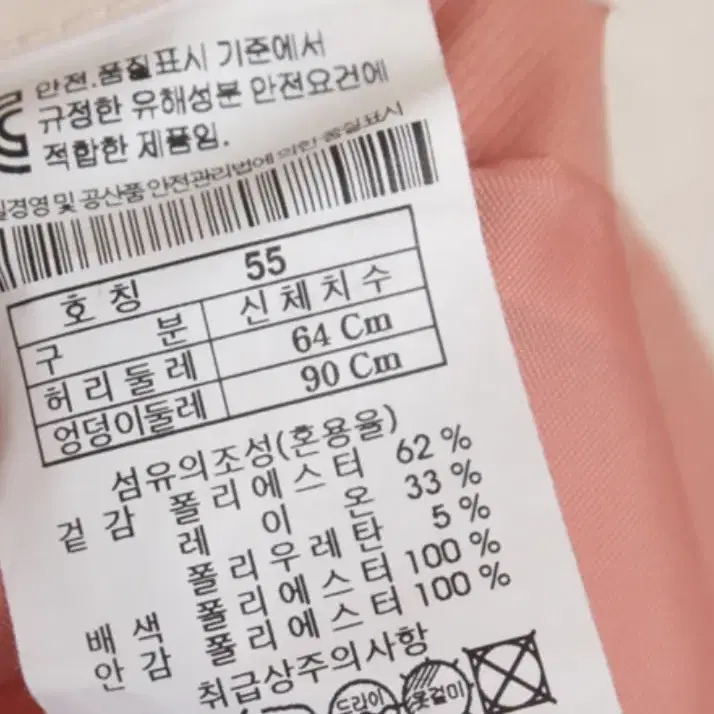 안전.품질표시 기준에서
규정한 유해성분 안전요건에
적합한 제품임.
질경영 및 공산품 안전관리법에 의한 품질표시
호 칭 55
구 분 신체치수
허리둘레 64 Cm
엉덩이둘레 90 Cm
섬유의조성(혼용율)
겉 감 폴리에스터 62 %
레 이 온 33 %
폴리우레탄 5 %
배 색 폴리에스터 100 %
안 감 폴리에스터 100 %
취급상주의사항
드라이 옷걸이